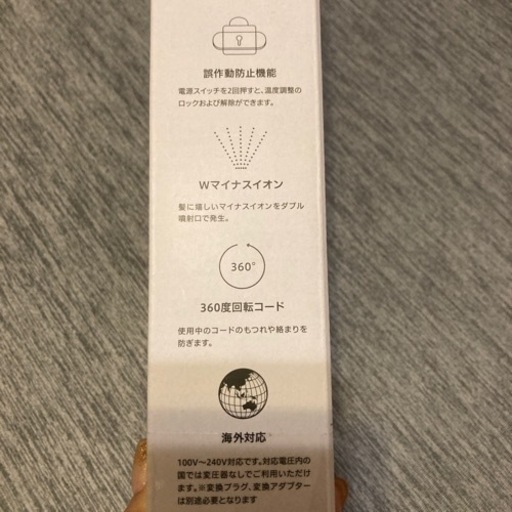 誤作動防止機能
電源スイッチを2回押すと、温度調整の
ロックおよび解除ができます。
Wマイナスイオン
髪に嬉しいマイナスイオンをダブル
噴射口で発生。
360°
360度回転コード
使用中のコードのもつれや絡まりを
防ぎます。
海外対応
100V〜240V対応です。対応電圧内の
国では変圧器なしでご利用いただけ
ます。※変換プラグ、変換アダプター
は別途必要となります